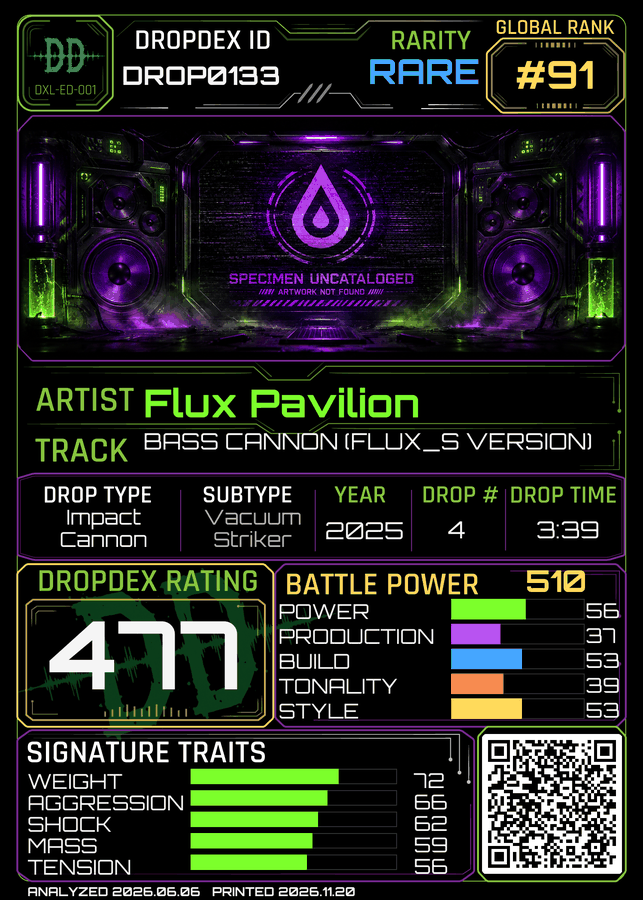 DD
DXL-ED-001
DROPDEX ID
DROP0133
RARITY
RARE
GLOBAL RANK
#91
SPECIMEN UNCATALOGED
ARTWORK NOT FOUND
ARTIST Flux Pavilion
TRACK BASS CANNON (FLUX_S VERSION)
DROP TYPE
Impact
Cannon
SUBTYPE
Vacuum
Striker
YEAR
2025
DROP #
4
DROP TIME
3:39
DROPDEX RATING
477
BATTLE POWER 510
POWER 56
PRODUCTION 37
BUILD 53
TONALITY 39
STYLE 53
SIGNATURE TRAITS
WEIGHT 72
AGGRESSION 66
SHOCK 62
MASS 59
TENSION 56
ANALYZED 2026.06.06 PRINTED 2026.11.20